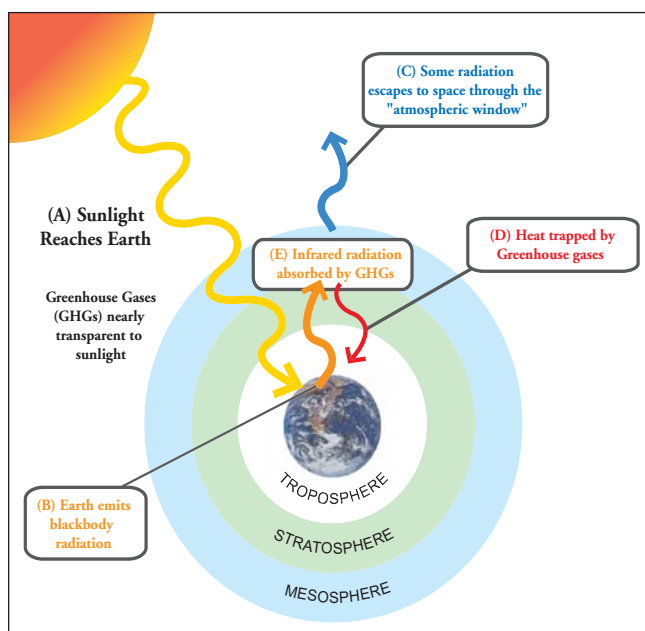 (C) Some radiation
escapes to space through the
"atmospheric window"
(A) Sunlight
Reaches Earth
(E) Infrared radiation
absorbed by GHGs
(D) Heat trapped by
Greenhouse gases
Greenhouse Gases
(GHGs) nearly
transparent to
sunlight
(B) Earth emits
blackbody
radiation
TROPOSPHERE
STRATOSPHERE
MESOSPHERE